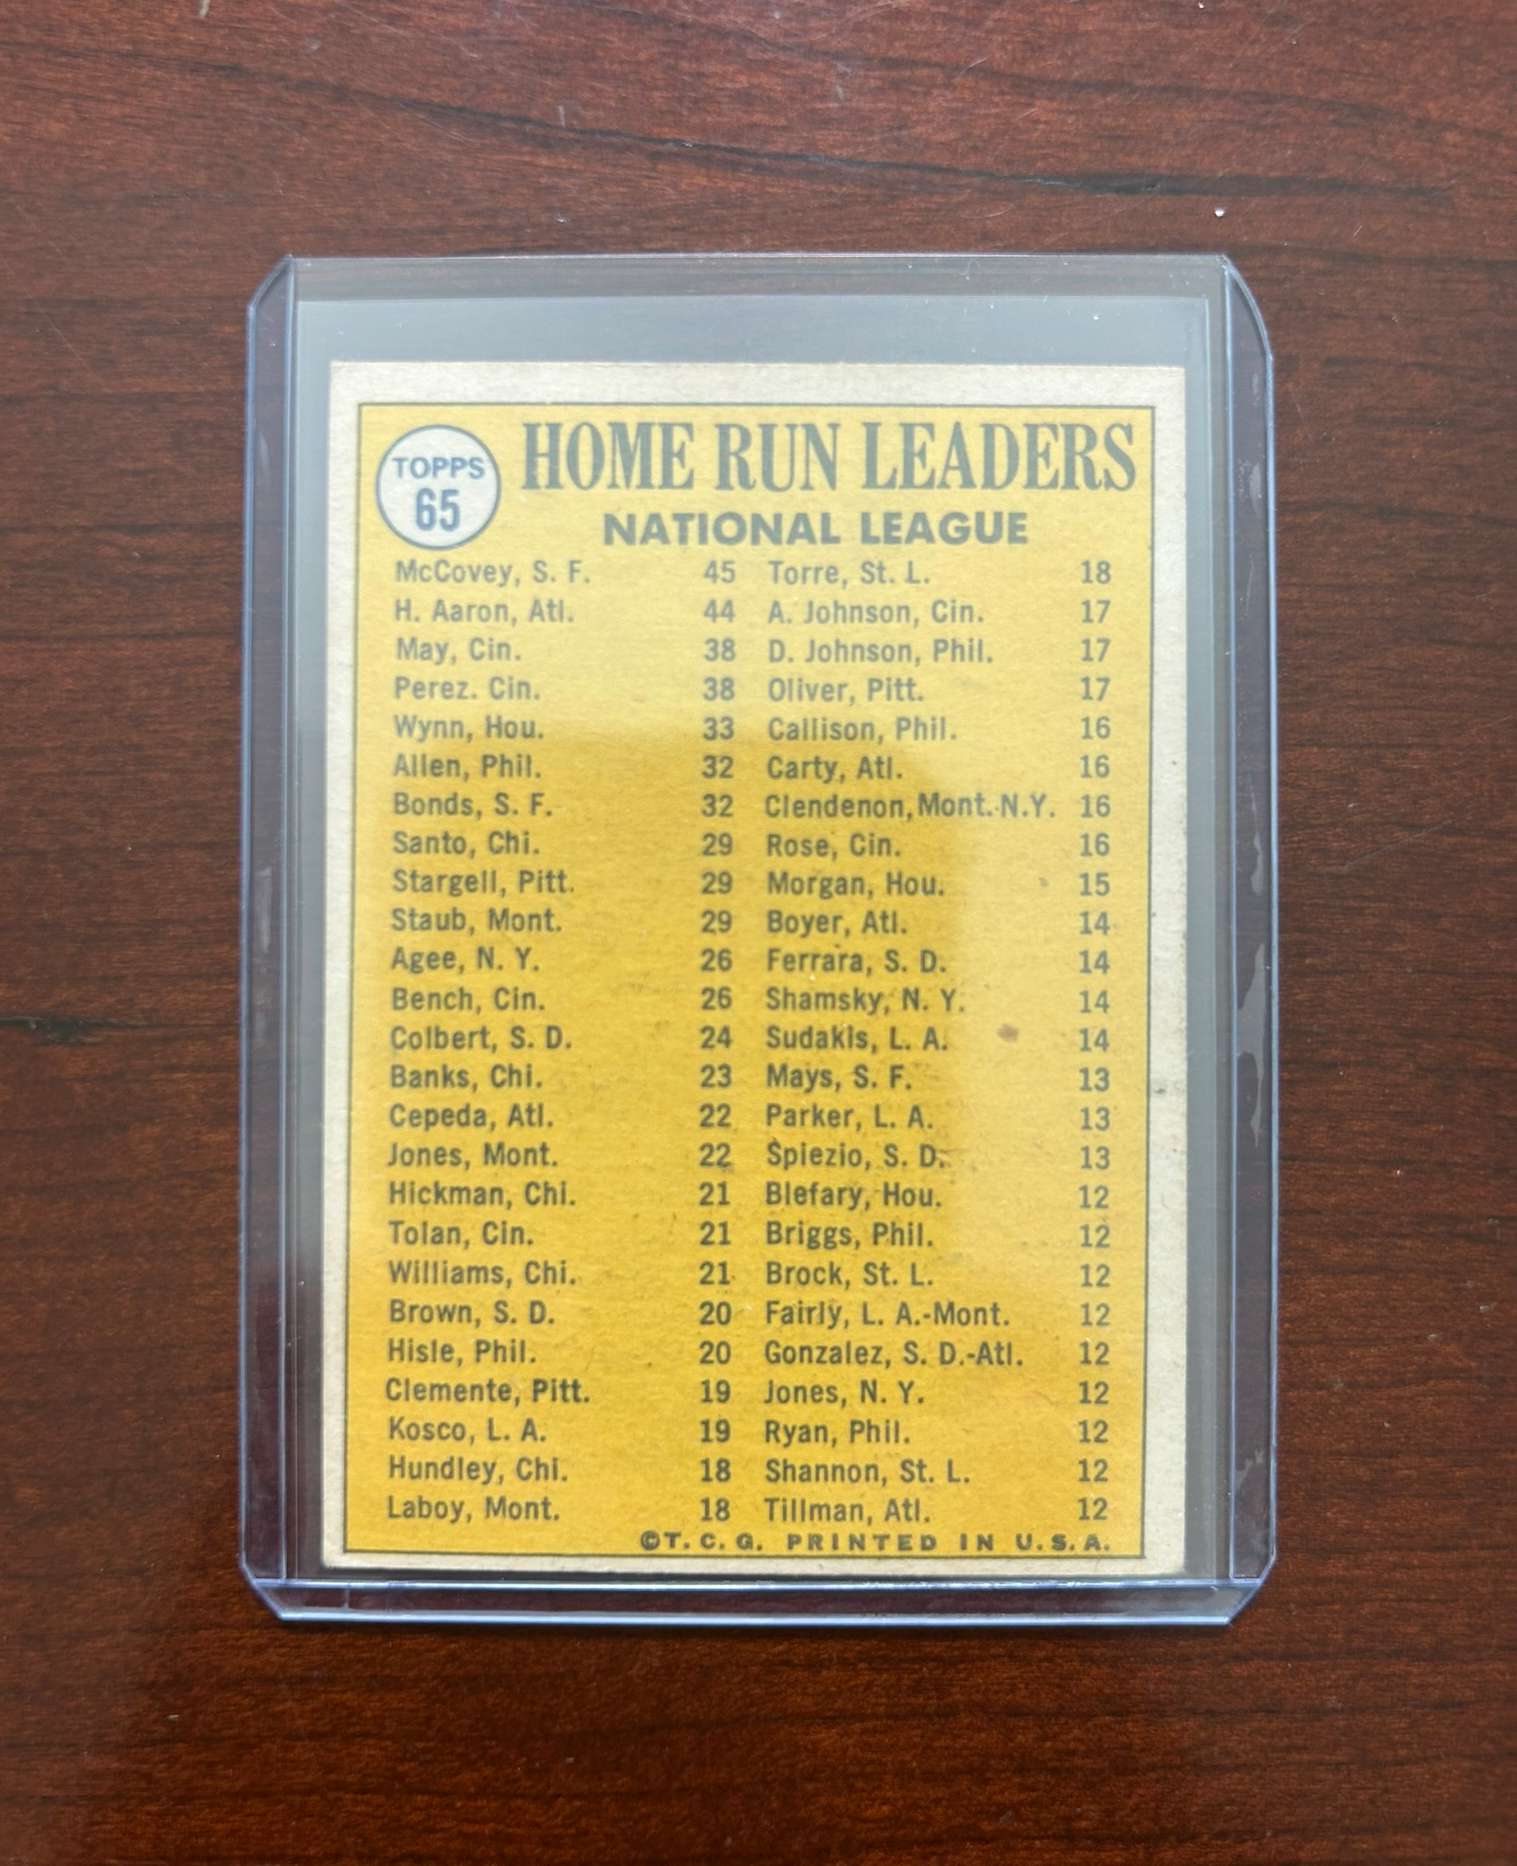 TOPPS
65
HOME RUN LEADERS
NATIONAL LEAGUE
McCovey, S. F. 45 Torre, St. L. 18
H. Aaron, Atl. 44 A. Johnson, Cin. 17
May, Cin. 38 D. Johnson, Phil. 17
Perez. Cin. 38 Oliver, Pitt. 17
Wynn, Hou. 33 Callison, Phil. 16
Allen, Phil. 32 Carty, Atl. 16
Bonds, S. F. 32 Clendenon, Mont.-N.Y. 16
Santo, Chi. 29 Rose, Cin. 16
Stargell, Pitt. 29 Morgan, Hou. 15
Staub, Mont. 29 Boyer, Atl. 14
Agee, N. Y. 26 Ferrara, S. D. 14
Bench, Cin. 26 Shamsky, N. Y. 14
Colbert, S. D. 24 Sudakis, L. A. 14
Banks, Chi. 23 Mays, S. F. 13
Cepeda, Atl. 22 Parker, L. A. 13
Jones, Mont. 22 Spiezio, S. D. 13
Hickman, Chi. 21 Blefary, Hou. 12
Tolan, Cin. 21 Briggs, Phil. 12
Williams, Chi. 21 Brock, St. L. 12
Brown, S. D. 20 Fairly, L. A.-Mont. 12
Hisle, Phil. 20 Gonzalez, S. D.-Atl. 12
Clemente, Pitt. 19 Jones, N. Y. 12
Kosco, L. A. 19 Ryan, Phil. 12
Hundley, Chi. 18 Shannon, St. L. 12
Laboy, Mont. 18 Tillman, Atl. 12
©T. C. G. PRINTED IN U. S. A.